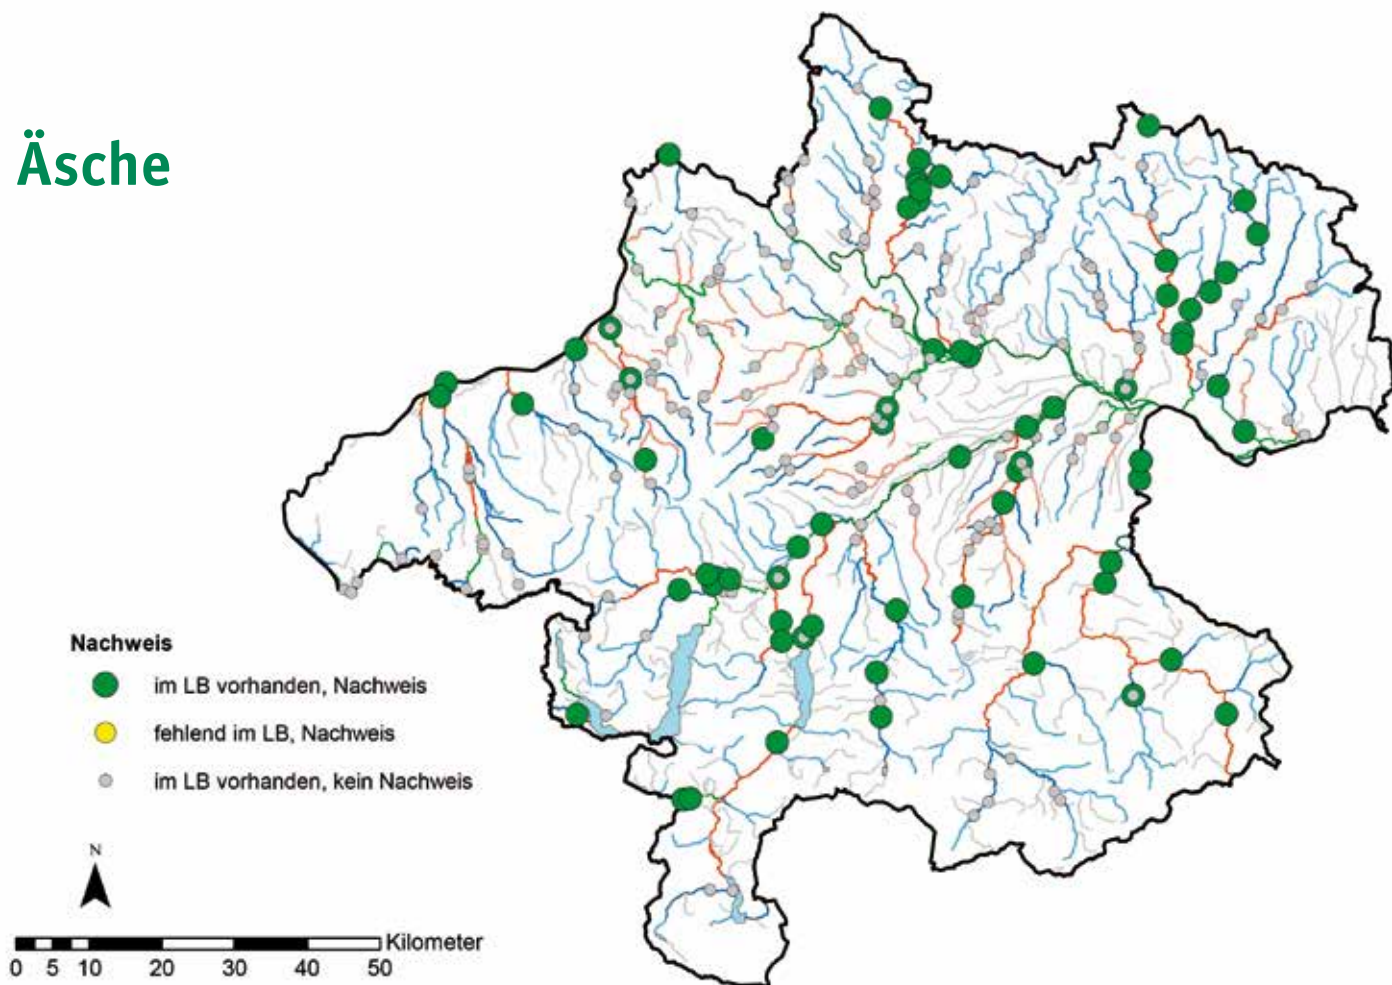 Äsche
Nachweis
im LB vorhanden, Nachweis
fehlend im LB, Nachweis
im LB vorhanden, kein Nachweis
N
Kilometer
0 5 10 20 30 40 50